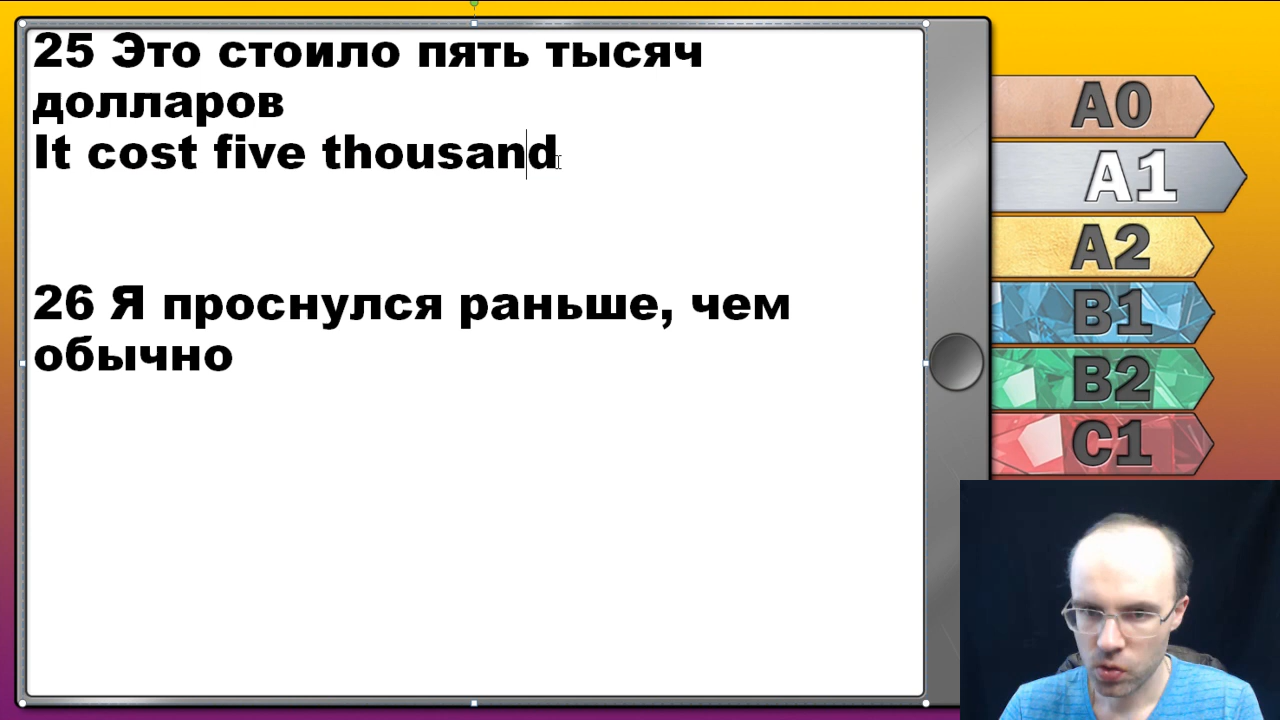 25 Это стоило пять тысяч
долларов
It cost five thousand
26 Я проснулся раньше, чем
обычно
A0
A1
A2
B1
B2
C1